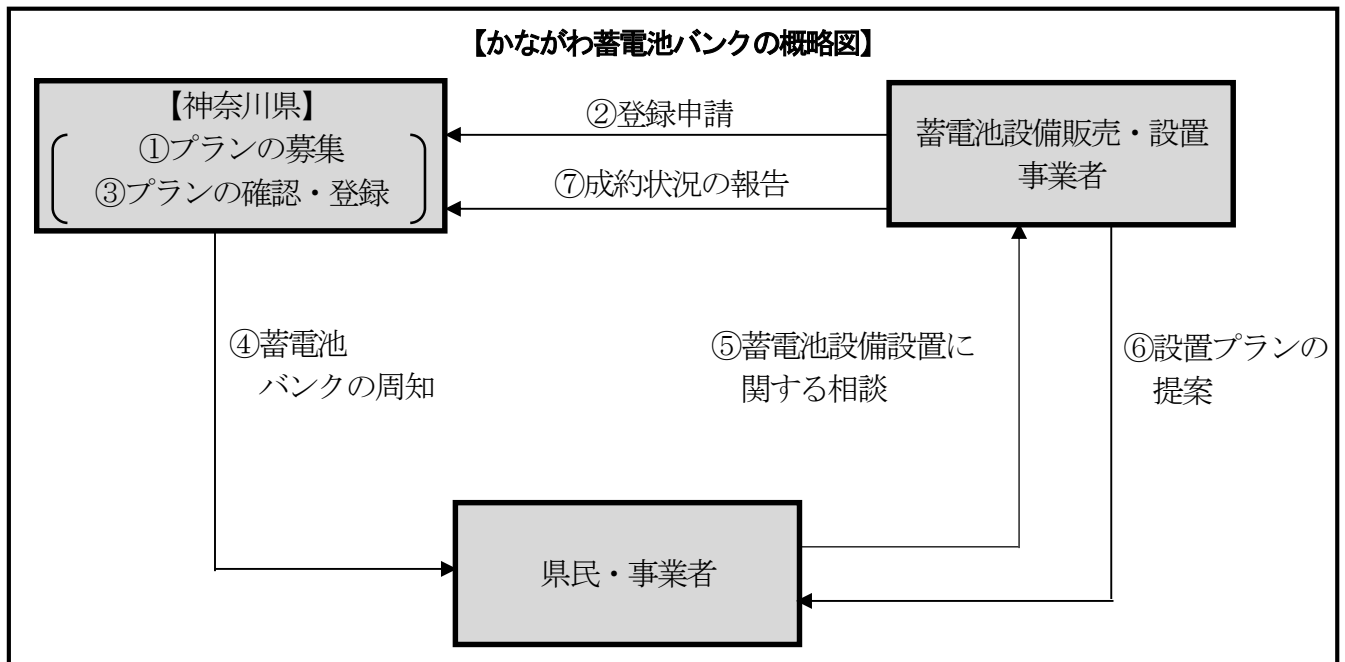 【かながわ蓄電池バンクの概略図】
【神奈川県】
①プランの募集
③プランの確認・登録
②登録申請
⑦成約状況の報告
蓄電池設備販売・設置
事業者
④蓄電池
バンクの周知
⑤蓄電池設備設置に
関する相談
⑥設置プランの
提案
県民・事業者